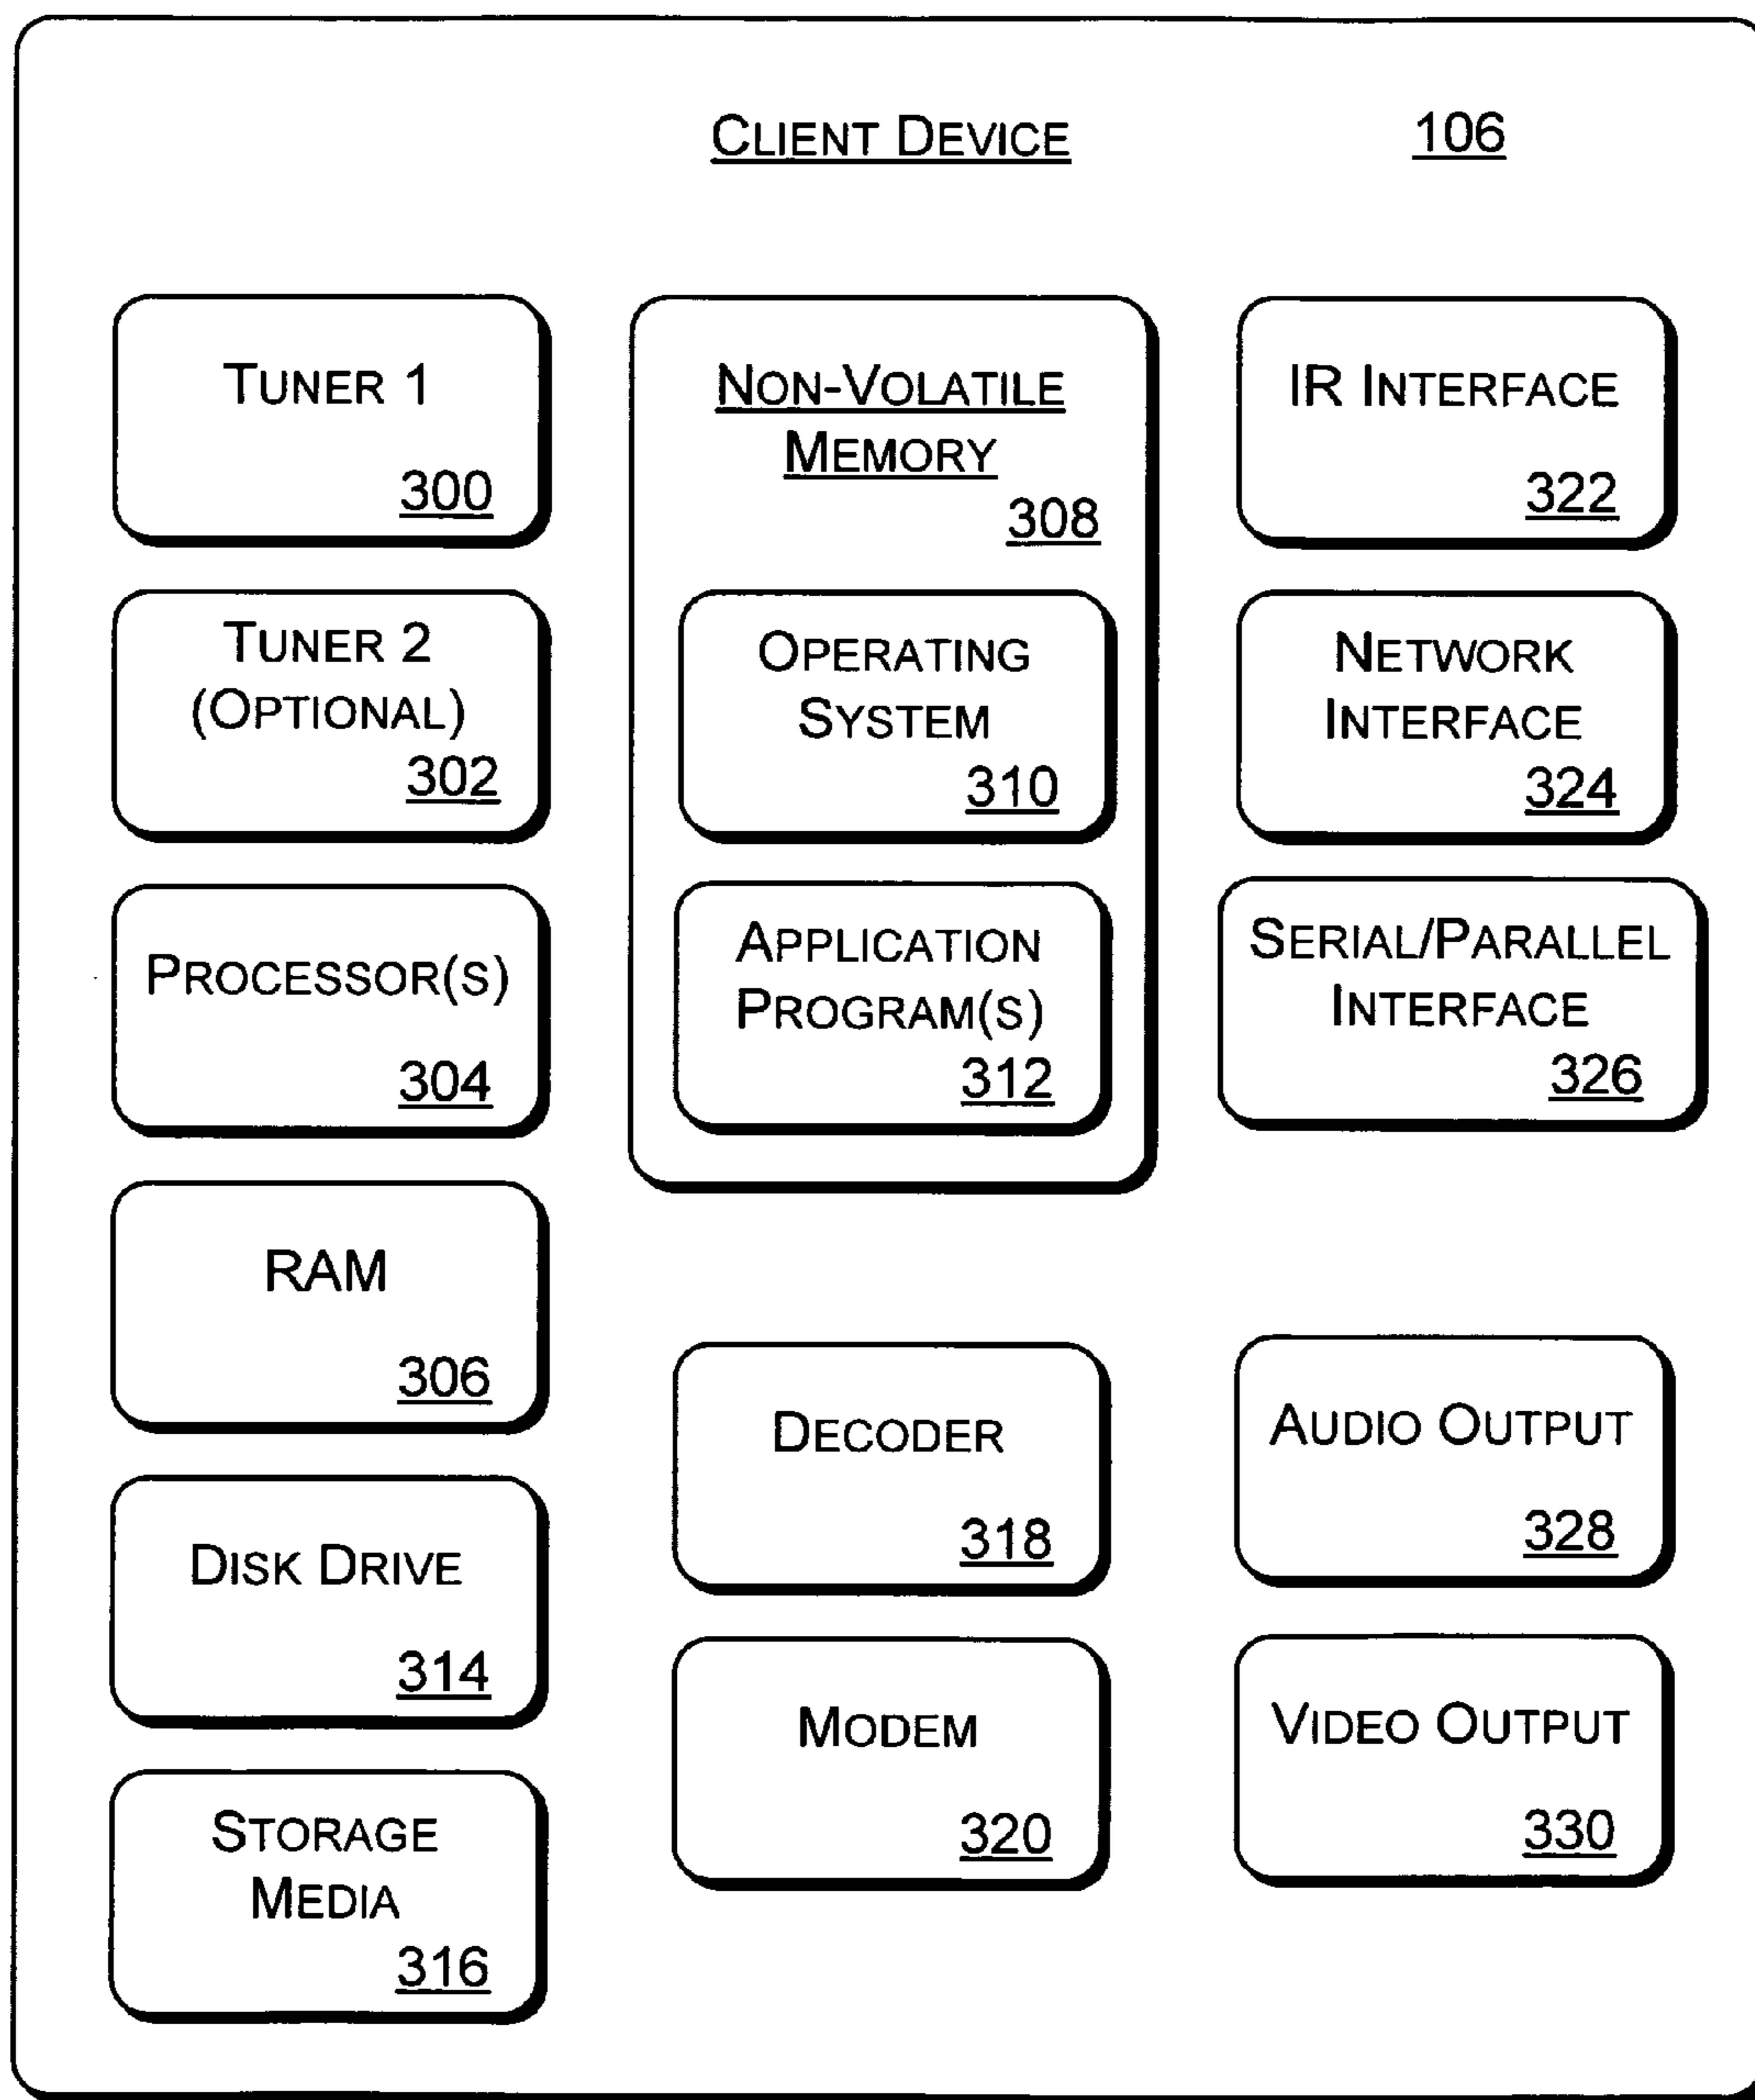 CLIENT DEVICE
106
TUNER 1
300
TUNER 2
(OPTIONAL)
302
PROCESSOR(S)
304
RAM
306
DISK DRIVE
314
STORAGE
MEDIA
316
NON-VOLATILE
MEMORY
308
OPERATING
SYSTEM
310
APPLICATION
PROGRAM(S)
312
DECODER
318
MODEM
320
IR INTERFACE
322
NETWORK
INTERFACE
324
SERIAL/PARALLEL
INTERFACE
326
AUDIO OUTPUT
328
VIDEO OUTPUT
330